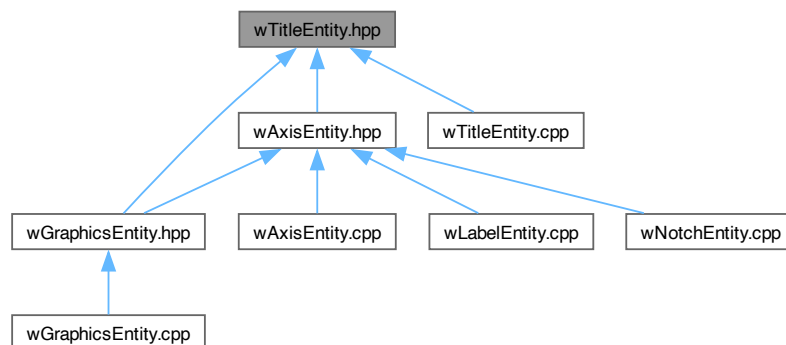 wTitleEntity.hpp
wAxisEntity.hpp
wTitleEntity.cpp
wGraphicsEntity.hpp
wAxisEntity.cpp
wLabelEntity.cpp
wNotchEntity.cpp
wGraphicsEntity.cpp